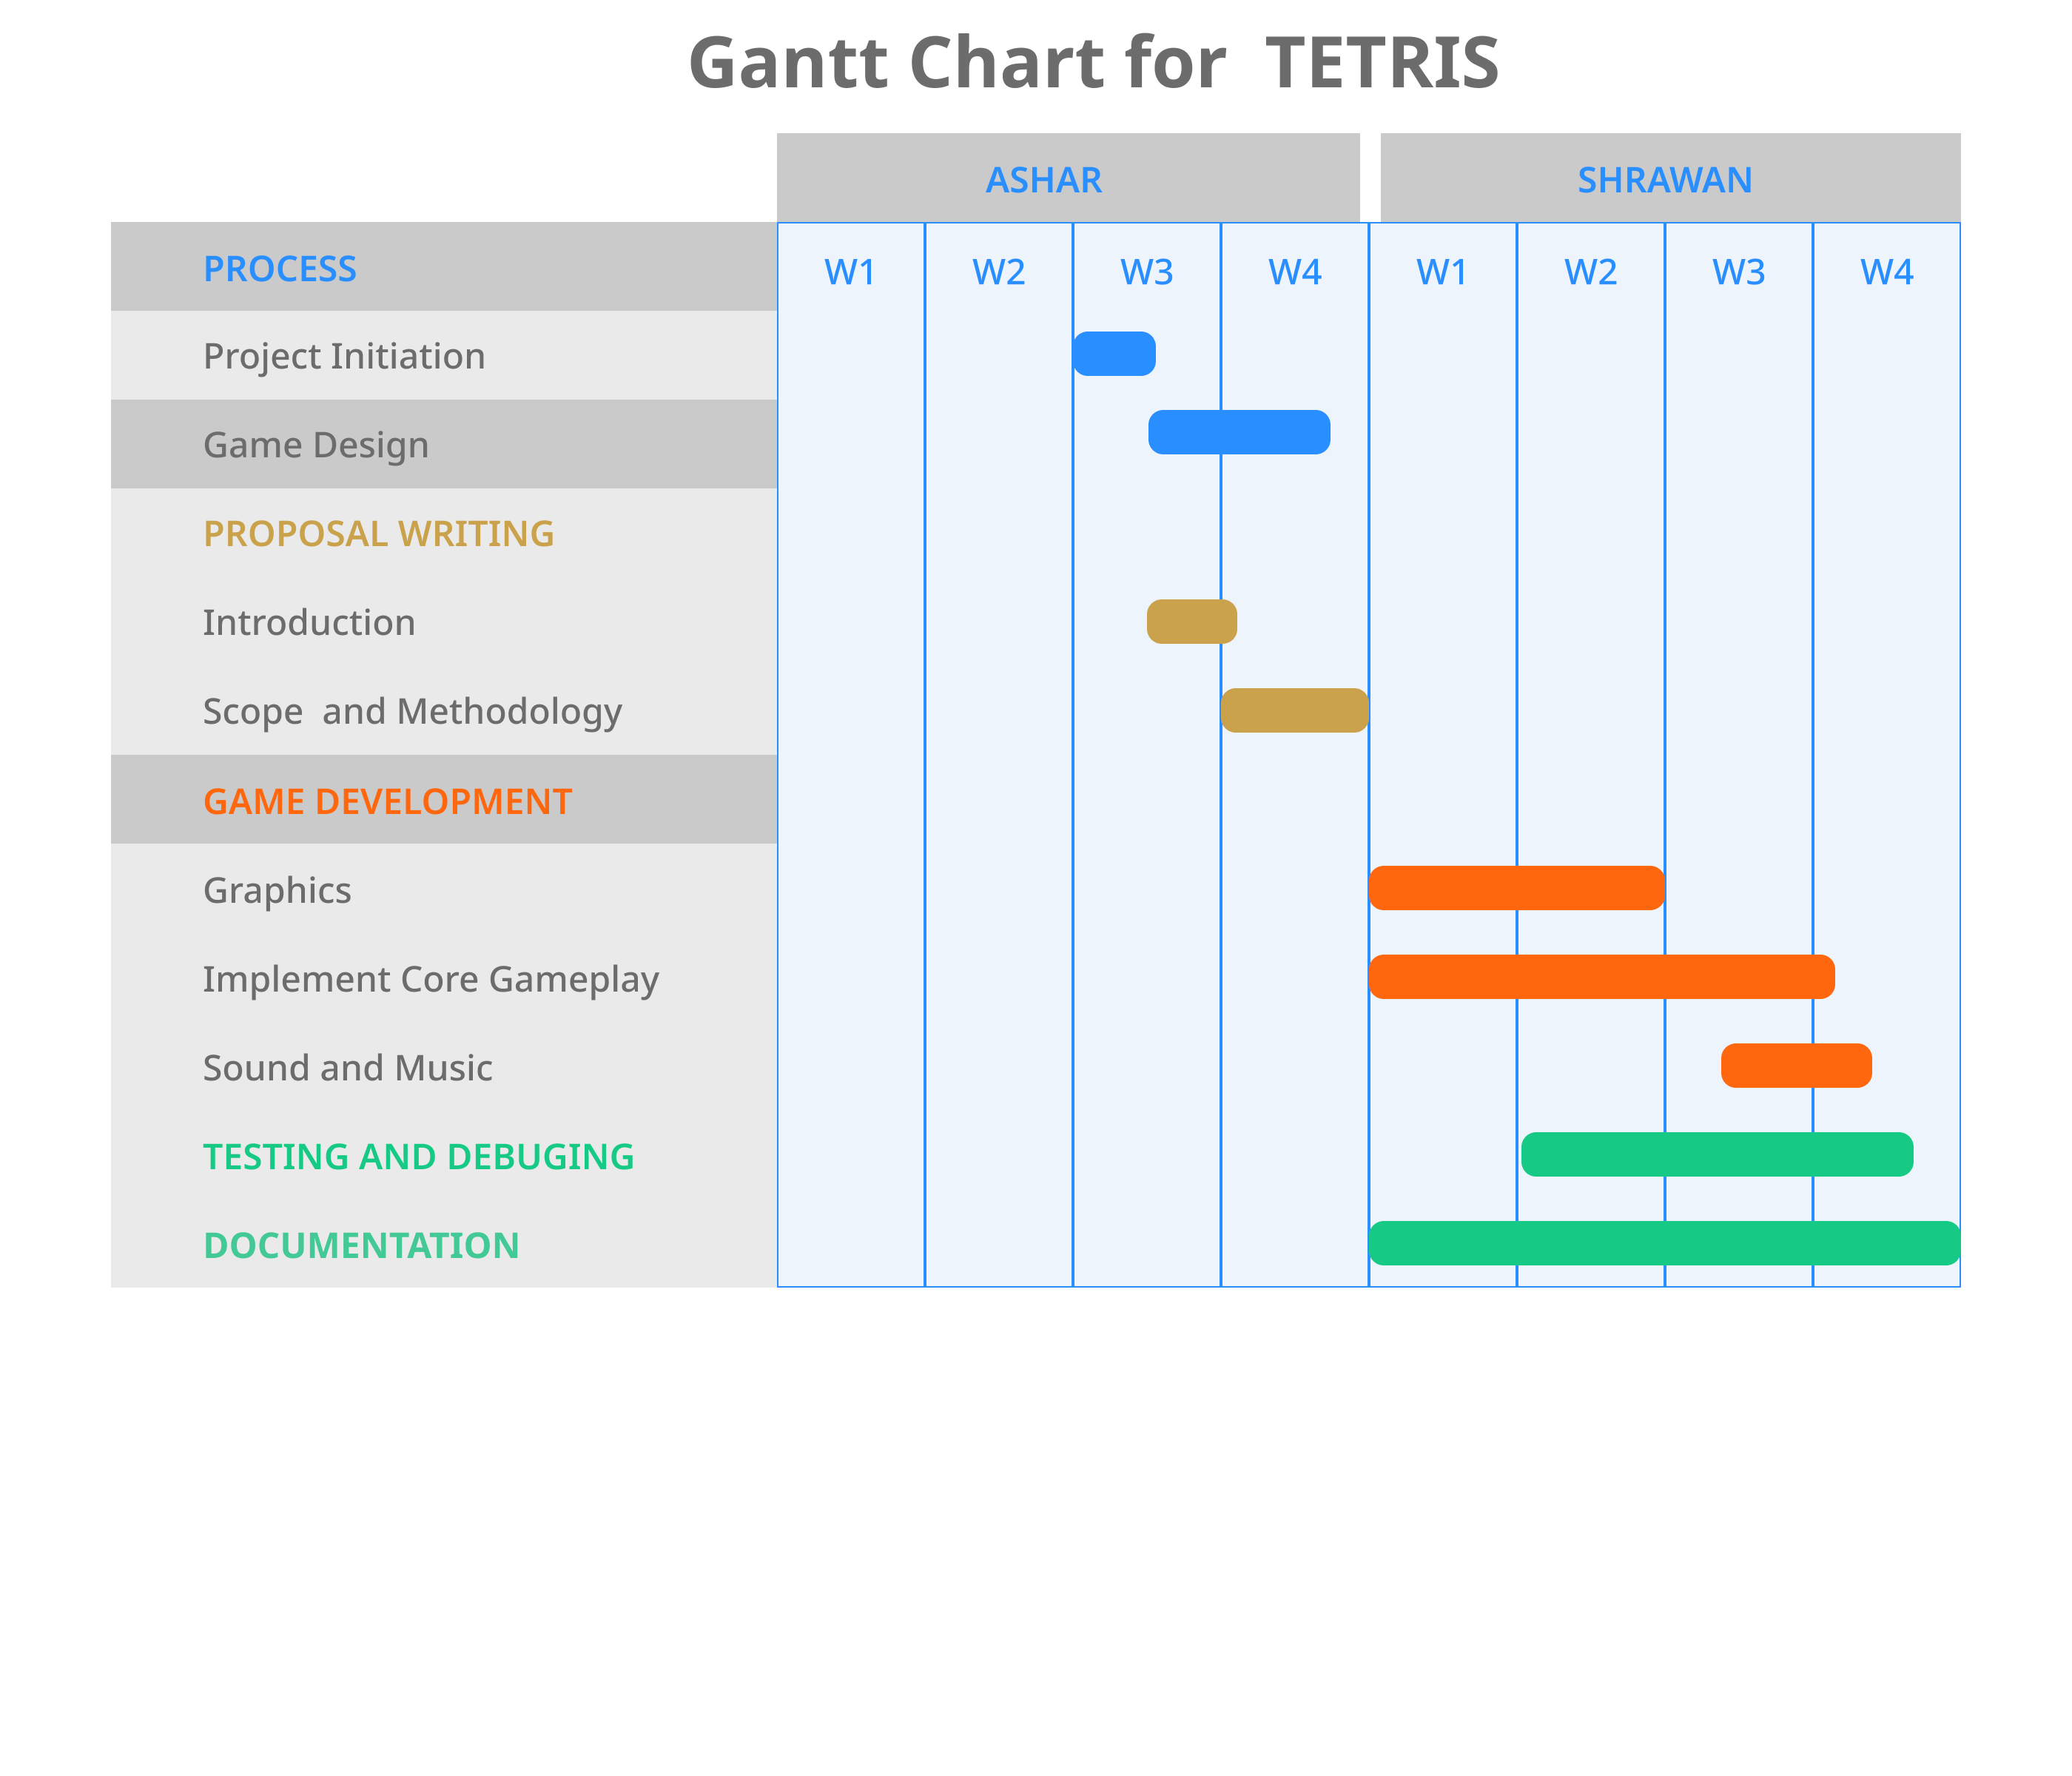 Gantt Chart for  TETRIS
ASHAR SHRAWAN
PROCESS W1 W2 W3 W4 W1 W2 W3 W4
Project Initiation
Game Design
PROPOSAL WRITING
Introduction
Scope  and Methodology
GAME DEVELOPMENT
Graphics
Implement Core Gameplay
Sound and Music
TESTING AND DEBUGING
DOCUMENTATION